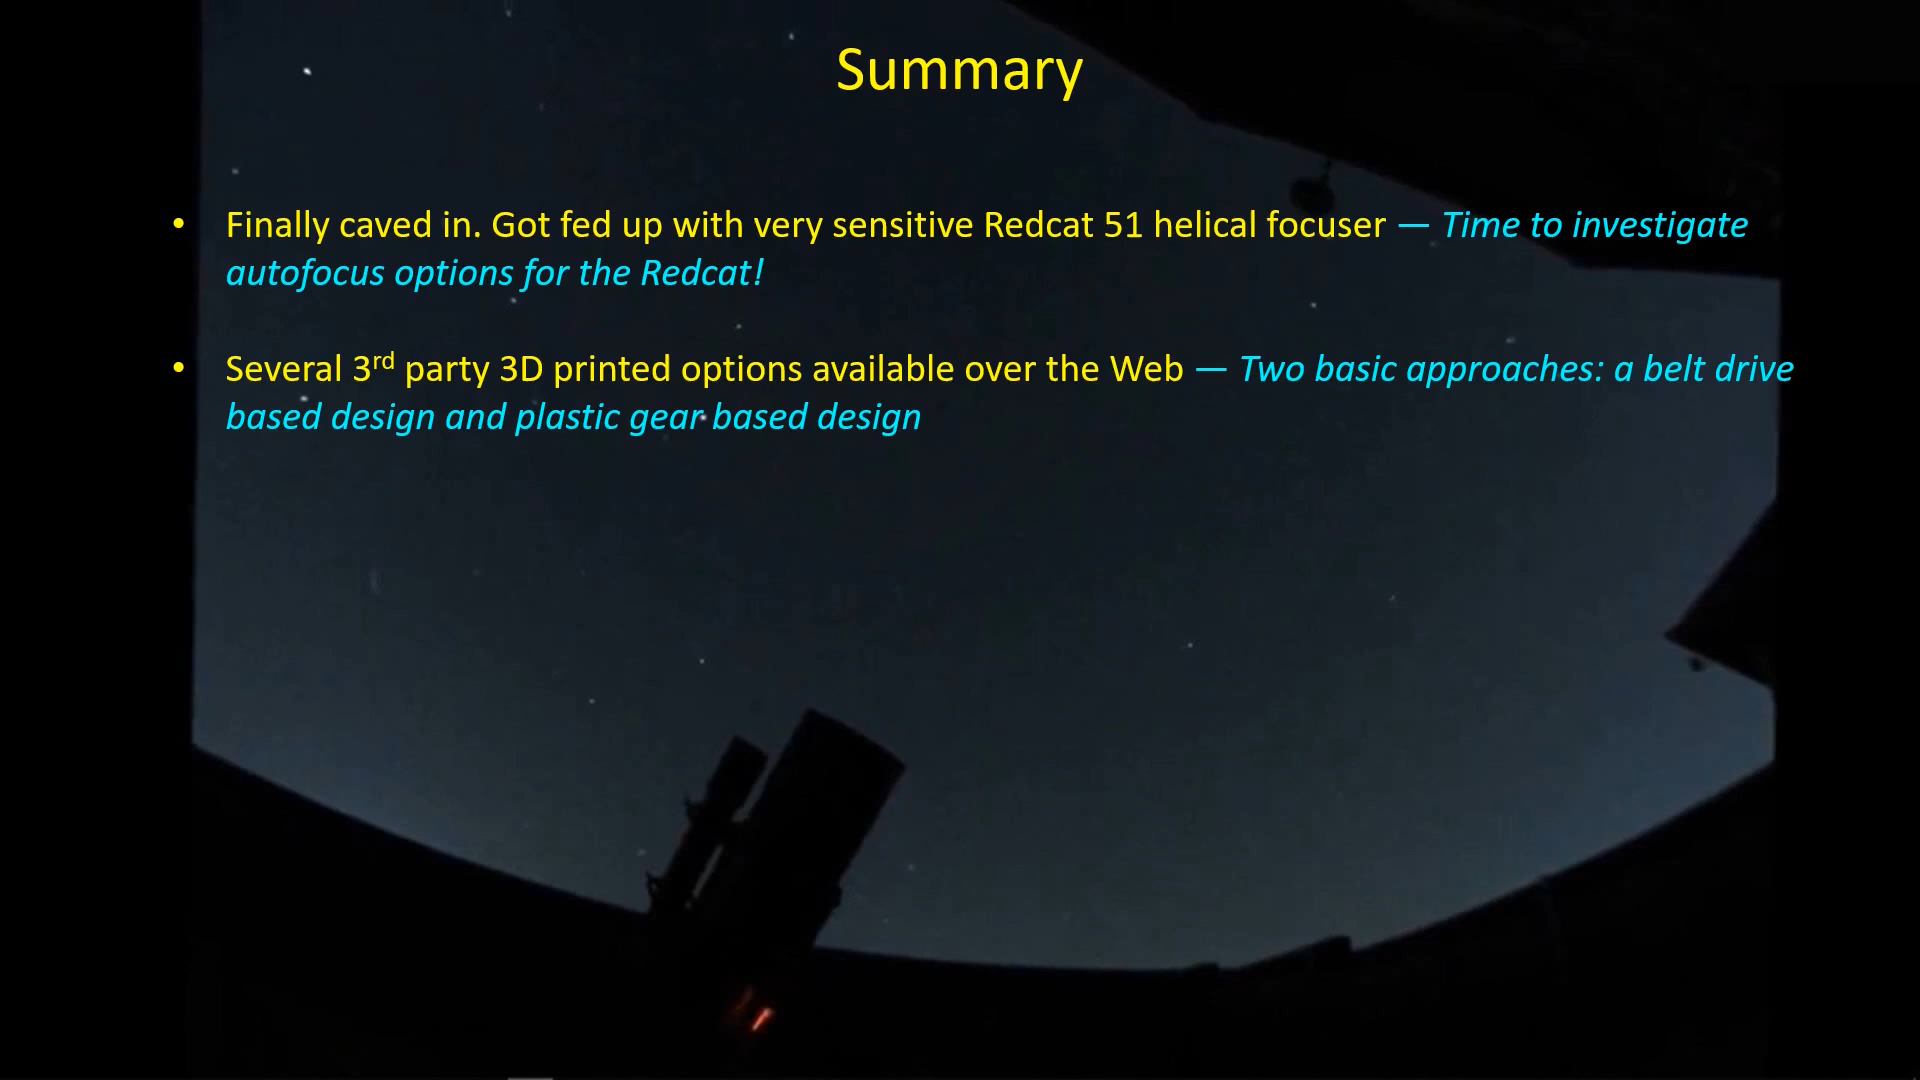 Summary
• Finally caved in. Got fed up with very sensitive Redcat 51 helical focuser — Time to investigate
autofocus options for the Redcat!
• Several 3rd party 3D printed options available over the Web — Two basic approaches: a belt drive
based design and plastic gear based design